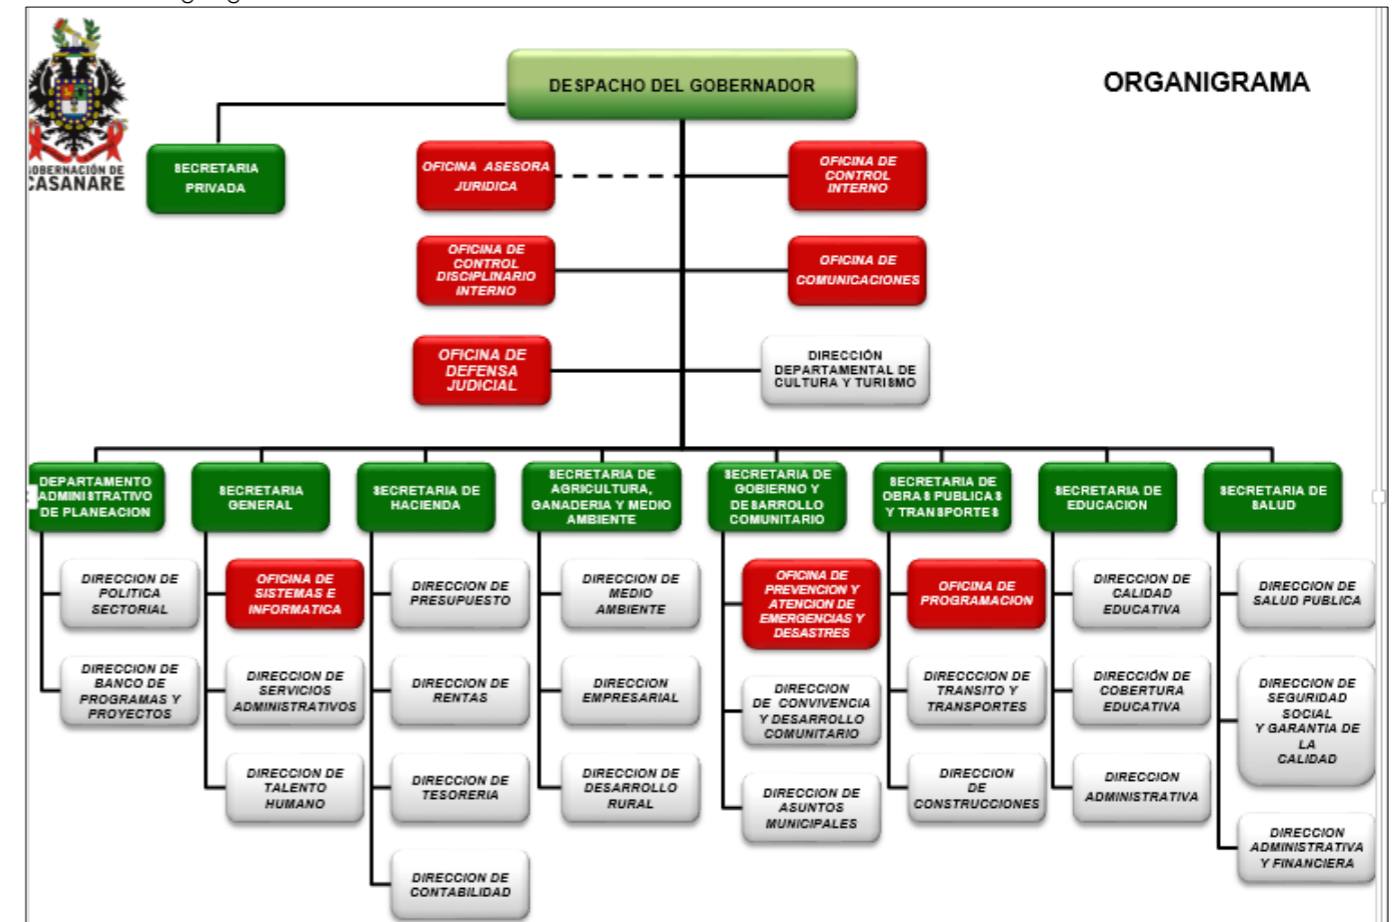 DESPACHO DEL GOBERNADOR
ORGANIGRAMA
GOBERNACIÓN DE
CASANARE
SECRETARIA
PRIVADA
OFICINA ASESORA
JURIDICA
OFICINA DE
CONTROL
INTERNO
OFICINA DE
CONTROL
DISCIPLINARIO
INTERNO
OFICINA DE
COMUNICACIONES
OFICINA DE
DEFENSA
JUDICIAL
DIRECCIÓN
DEPARTAMENTAL DE
CULTURA Y TURISMO
DEPARTAMENTO
ADMINISTRATIVO
DE PLANEACION
SECRETARIA
GENERAL
SECRETARIA DE
HACIENDA
SECRETARIA DE
AGRICULTURA,
GANADERIA Y MEDIO
AMBIENTE
SECRETARIA DE
GOBIERNO Y
DESARROLLO
COMUNITARIO
SECRETARIA DE
OBRAS PUBLICAS
Y TRANSPORTES
SECRETARIA DE
EDUCACION
SECRETARIA DE
SALUD
DIRECCION DE
POLITICA
SECTORIAL
OFICINA DE
SISTEMAS E
INFORMATICA
DIRECCION DE
PRESUPUESTO
DIRECCION DE
MEDIO
AMBIENTE
OFICINA DE
PREVENCION Y
ATENCION DE
EMERGENCIAS Y
DESASTRES
OFICINA DE
PROGRAMACION
DIRECCION DE
CALIDAD
EDUCATIVA
DIRECCION DE
SALUD PUBLICA
DIRECCION DE
BANCO DE
PROGRAMAS Y
PROYECTOS
DIRECCION DE
SERVICIOS
ADMINISTRATIVOS
DIRECCION DE
RENTAS
DIRECCION
EMPRESARIAL
DIRECCION
DE CONVIVENCIA
Y DESARROLLO
COMUNITARIO
DIRECCCION DE
TRANSITO Y
TRANSPORTES
DIRECCIÓN DE
COBERTURA
EDUCATIVA
DIRECCION DE
SEGURIDAD
SOCIAL
Y GARANTIA DE
LA
CALIDAD
DIRECCION DE
TALENTO
HUMANO
DIRECCION DE
TESORERIA
DIRECCION DE
DESARROLLO
RURAL
DIRECCION DE
ASUNTOS
MUNICIPALES
DIRECCION
DE
CONSTRUCCIONES
DIRECCION
ADMINISTRATIVA
DIRECCION
ADMINISTRATIVA
Y FINANCIERA
DIRECCION DE
CONTABILIDAD